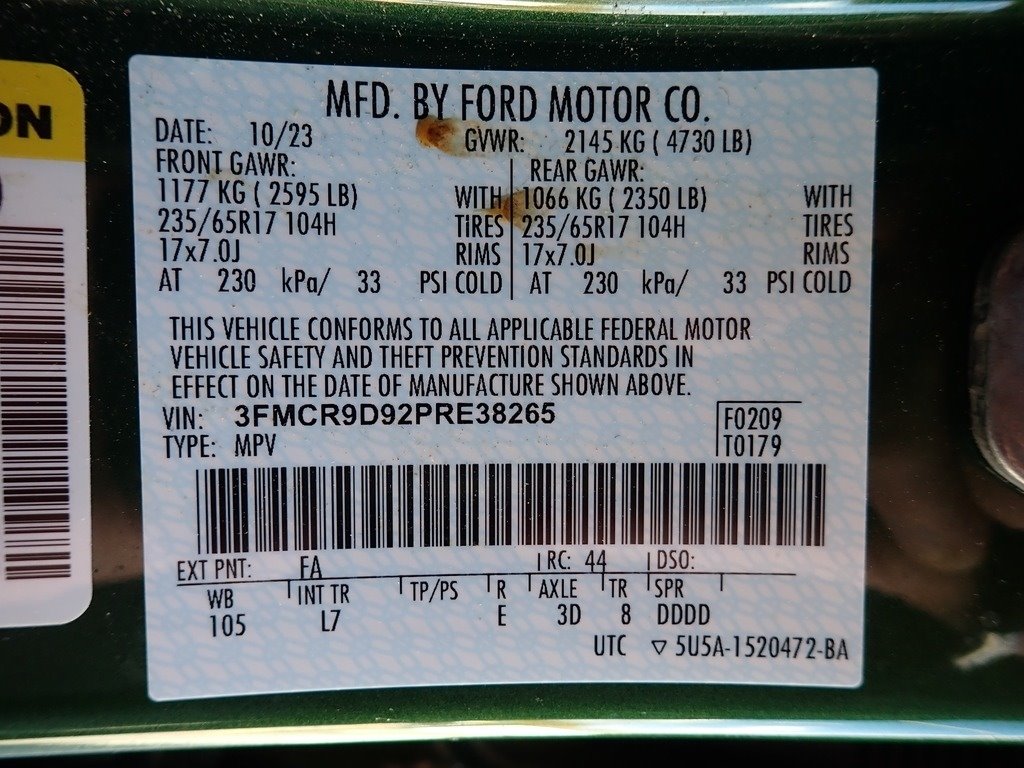 ON
MFD. BY FORD MOTOR CO.
DATE: 10/23 GVWR: 2145 KG ( 4730 LB)
FRONT GAWR: REAR GAWR:
1177 KG ( 2595 LB) WITH 1066 KG ( 2350 LB) WITH
235/65R17 104H TIRES 235/65R17 104H TIRES
17x7.0J RIMS 17x7.0J RIMS
AT 230 kPa/ 33 PSI COLD AT 230 kPa/ 33 PSI COLD
THIS VEHICLE CONFORMS TO ALL APPLICABLE FEDERAL MOTOR
VEHICLE SAFETY AND THEFT PREVENTION STANDARDS IN
EFFECT ON THE DATE OF MANUFACTURE SHOWN ABOVE.
VIN: 3FMCR9D92PRE38265 F0209
TYPE: MPV T0179
EXT PNT: FA RC: 44 DSO:
WB INT TR TP/PS R AXLE TR SPR
105 L7 E 3D 8 DDDD
UTC ▽ 5U5A-1520472-BA